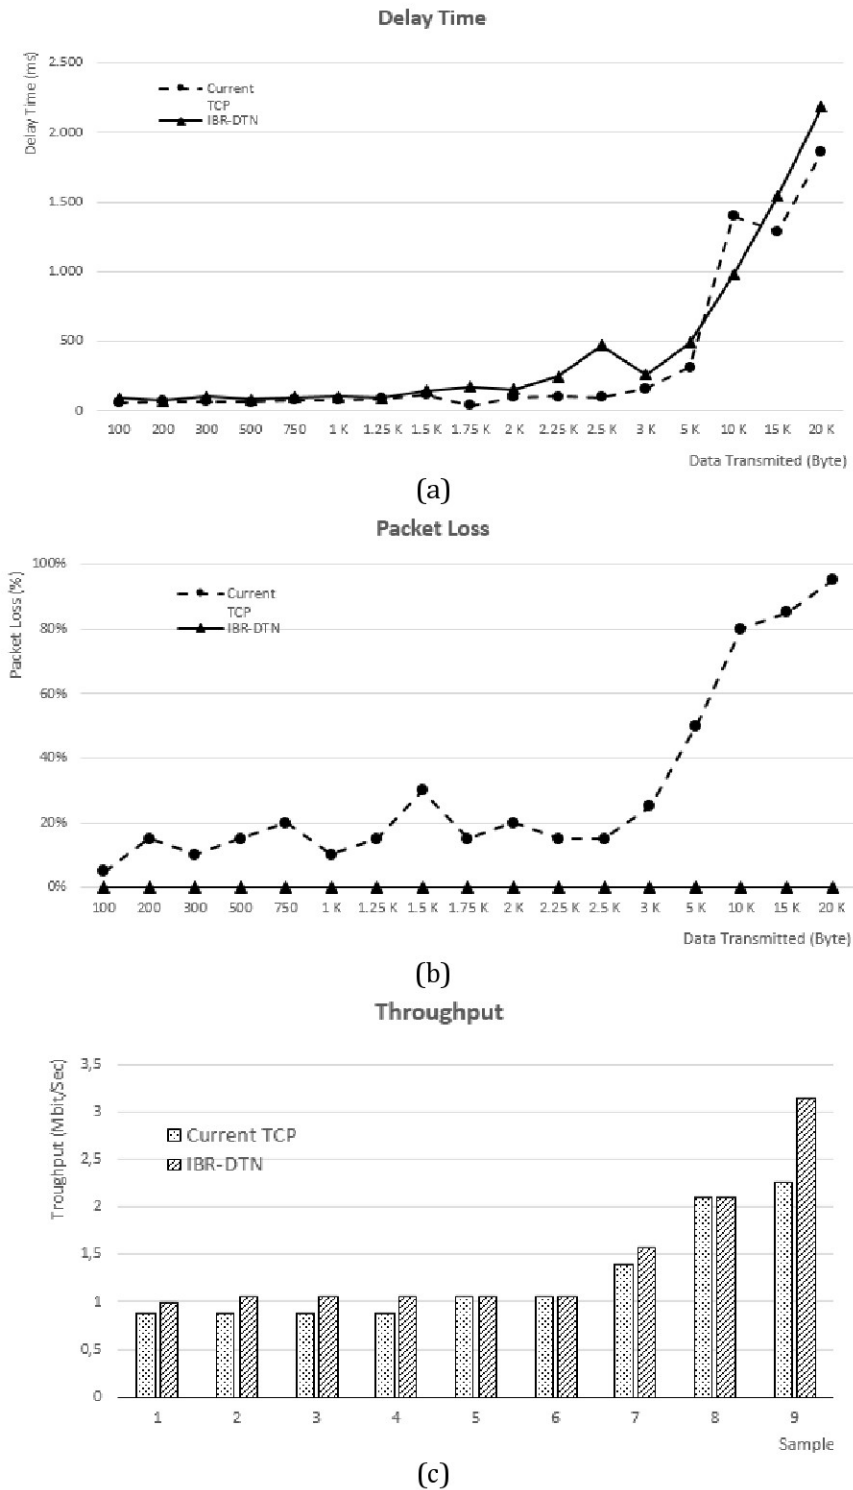 Delay Time
Delay Time (ms)
2.500
2.000
1.500
1.000
500
0
Current
TCP
IBR-DTN
100 200 300 500 750 1 K 1.25 K 1.5 K 1.75 K 2 K 2.25 K 2.5 K 3 K 5 K 10 K 15 K 20 K
Data Transmited (Byte)
(a)
Packet Loss
Packet Loss (%)
100%
80%
60%
40%
20%
0%
Current
TCP
IBR-DTN
100 200 300 500 750 1 K 1.25 K 1.5 K 1.75 K 2 K 2.25 K 2.5 K 3 K 5 K 10 K 15 K 20 K
Data Transmitted (Byte)
(b)
Throughput
Troughput (Mbit/Sec)
3,5
3
2,5
2
1,5
1
0,5
0
Current TCP
IBR-DTN
1 2 3 4 5 6 7 8 9
Sample
(c)